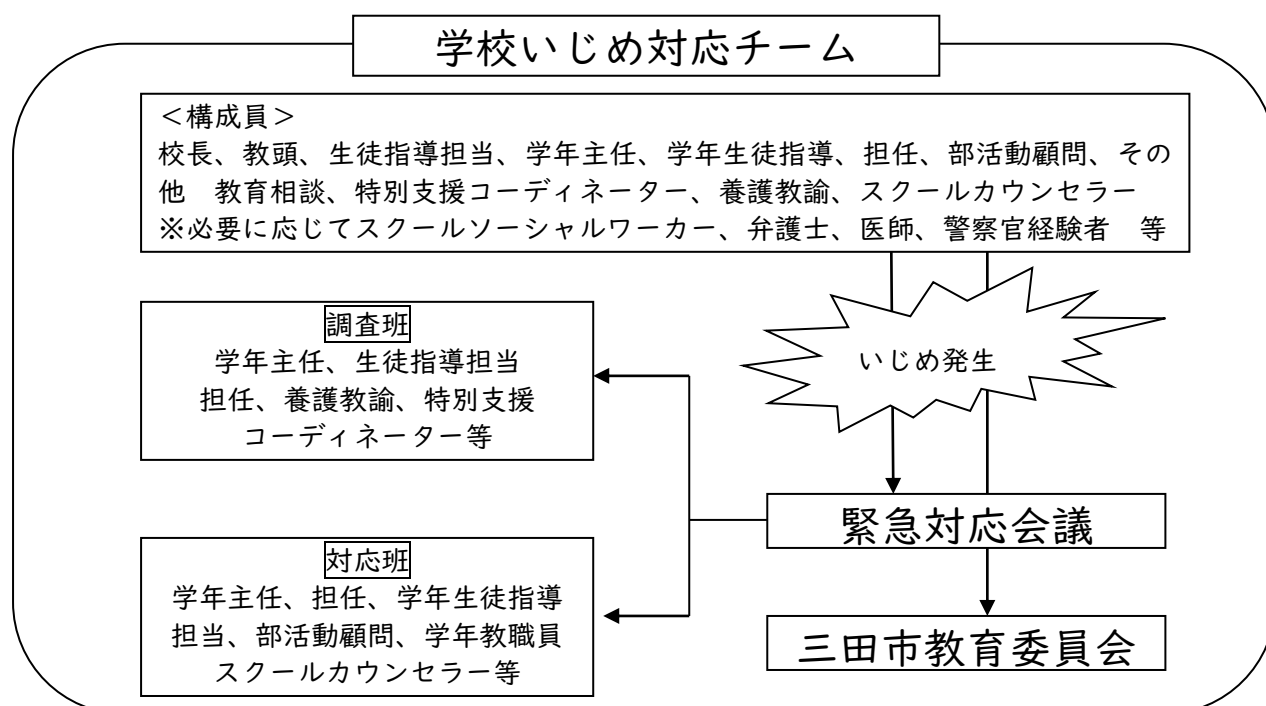 学校いじめ対応チーム
＜構成員＞
校長、教頭、生徒指導担当、学年主任、学年生徒指導、担任、部活動顧問、その
他　教育相談、特別支援コーディネーター、養護教諭、スクールカウンセラー
※必要に応じてスクールソーシャルワーカー、弁護士、医師、警察官経験者　等
調査班
学年主任、生徒指導担当
担任、養護教諭、特別支援
コーディネーター等
いじめ発生
緊急対応会議
対応班
学年主任、担任、学年生徒指導
担当、部活動顧問、学年教職員
スクールカウンセラー等
三田市教育委員会